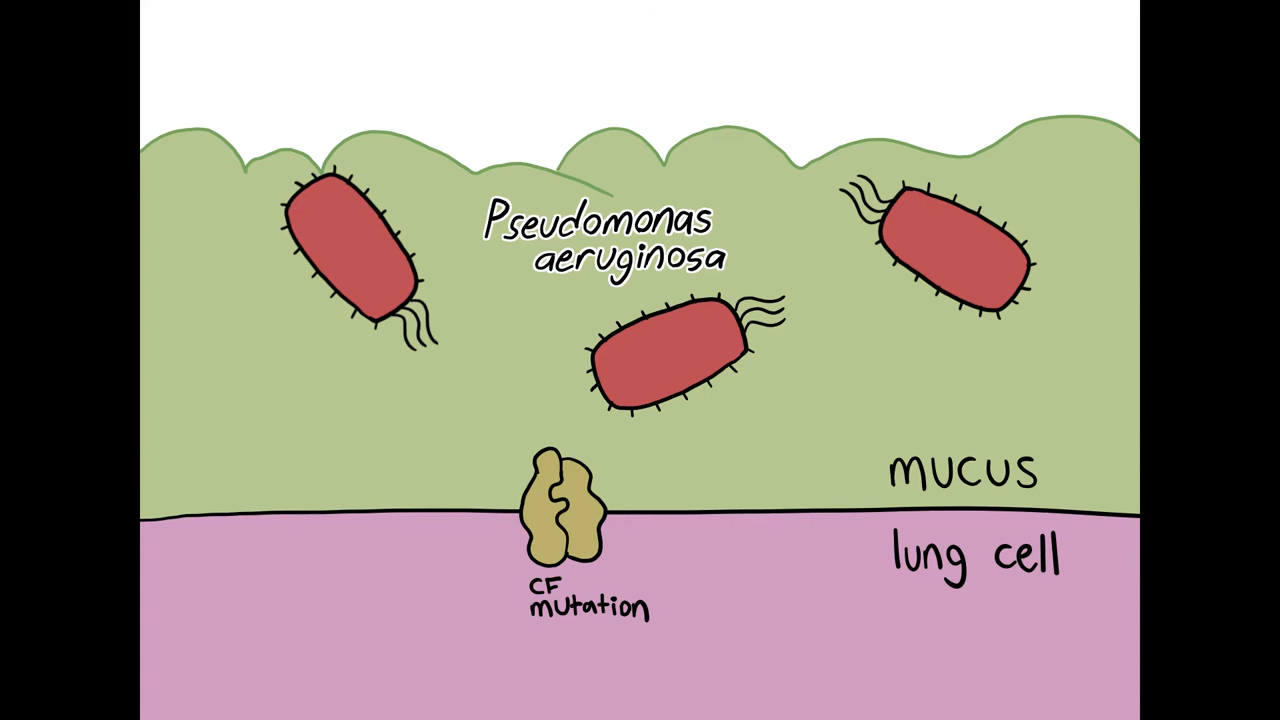 Pseudomonas
aeruginosa
mucus
lung cell
CF
mutation